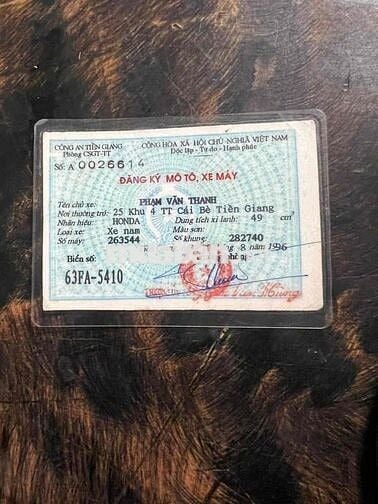 CÔNG AN TIỀN GIANG
Phòng CSGT-TT
CỘNG HÒA XÃ HỘI CHỦ NGHĨA VIỆT NAM
Độc lập - Tự do - Hạnh phúc
Số: A 0026614
ĐĂNG KÝ MÔ TÔ, XE MÁY
Tên chủ xe: PHẠM VĂN THANH
Nơi thường trú: 25 Khu 4 TT Cái Bè Tiền Giang
Nhãn hiệu: HONDA Dung tích xi lanh: 49 cm³
Loại xe: Xe nam Màu sơn:
Số máy: 263544 Số khung: 282740
Biển số: 8 năm 1996
63FA-5410